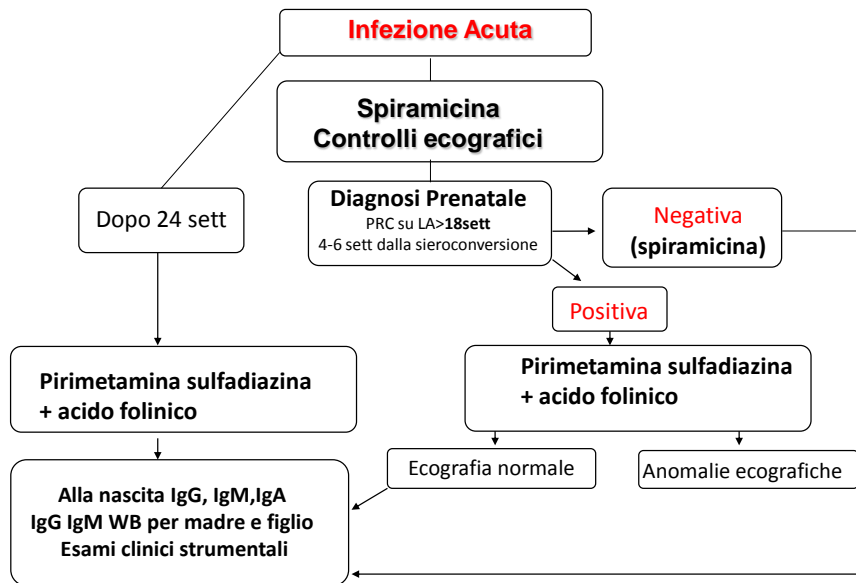 Infezione Acuta
Spiramicina
Controlli ecografici
Dopo 24 sett
Diagnosi Prenatale
PRC su LA>18sett
4-6 sett dalla sieroconversione
Negativa
(spiramicina)
Positiva
Pirimetamina sulfadiazina
+ acido folinico
Pirimetamina sulfadiazina
+ acido folinico
Ecografia normale
Anomalie ecografiche
Alla nascita IgG, IgM,IgA
IgG IgM WB per madre e figlio
Esami clinici strumentali